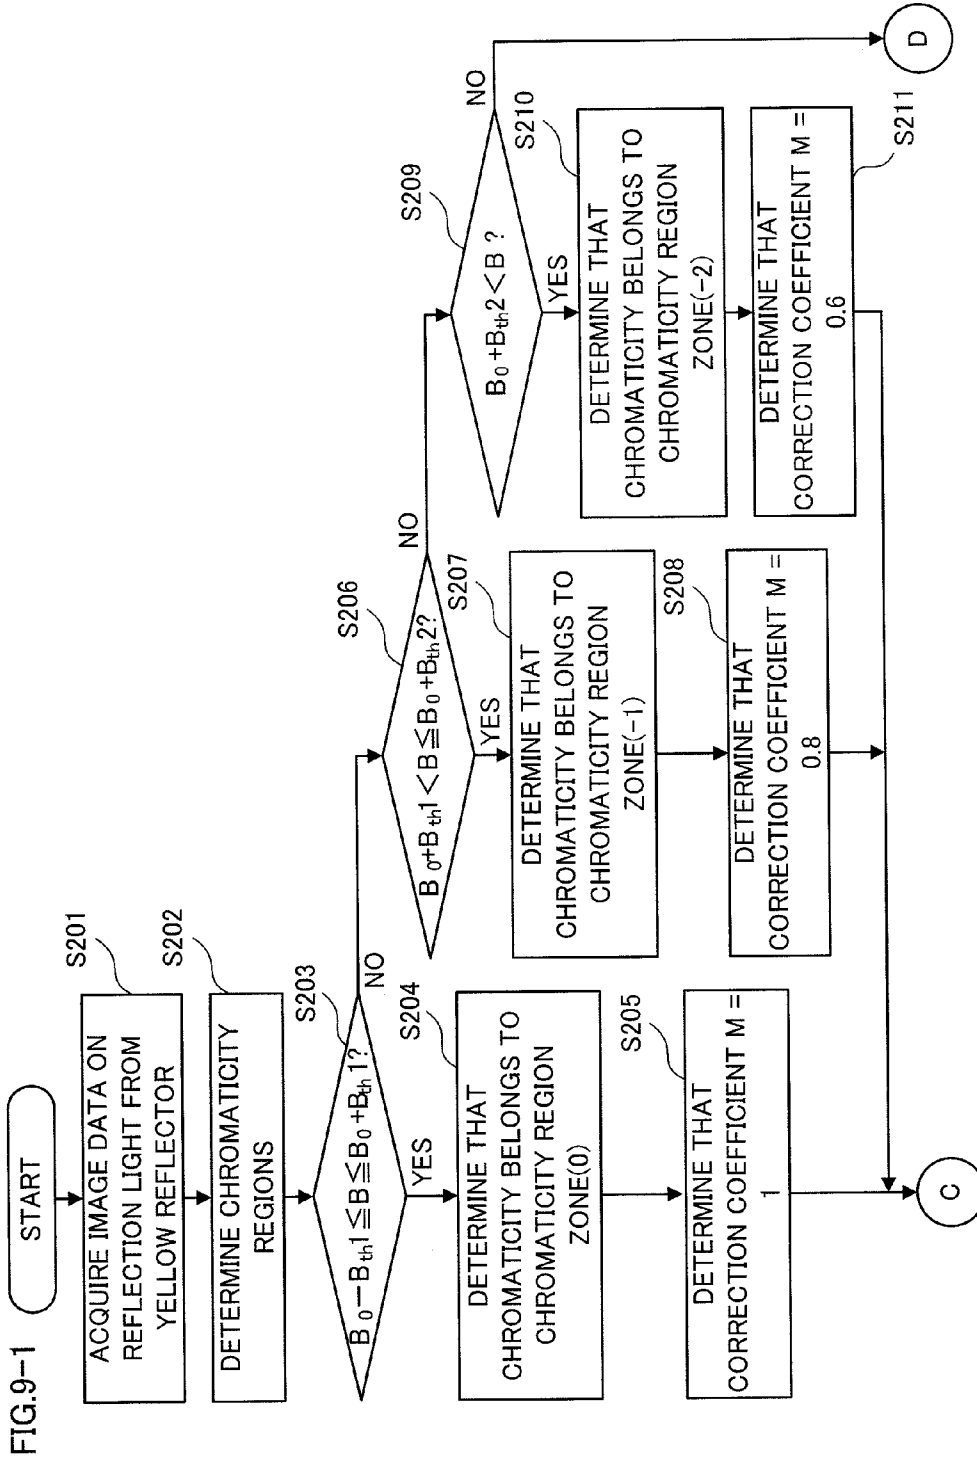 FIG.9-1
START
ACQUIRE IMAGE DATA ON
REFLECTION LIGHT FROM
YELLOW REFLECTOR
S201
DETERMINE CHROMATICITY
REGIONS
S202
B0-Bth1≦B≦B0+Bth1?
S203
NO
YES
DETERMINE THAT
CHROMATICITY BELONGS TO
CHROMATICITY REGION
ZONE(0)
S204
DETERMINE THAT
CORRECTION COEFFICIENT M =
1
S205
B0+Bth1<B≦B0+Bth2?
S206
NO
YES
DETERMINE THAT
CHROMATICITY BELONGS TO
CHROMATICITY REGION
ZONE(-1)
S207
DETERMINE THAT
CORRECTION COEFFICIENT M =
0.8
S208
B0+Bth2<B?
S209
NO
YES
DETERMINE THAT
CHROMATICITY BELONGS TO
CHROMATICITY REGION
ZONE(-2)
S210
DETERMINE THAT
CORRECTION COEFFICIENT M =
0.6
S211
C
D